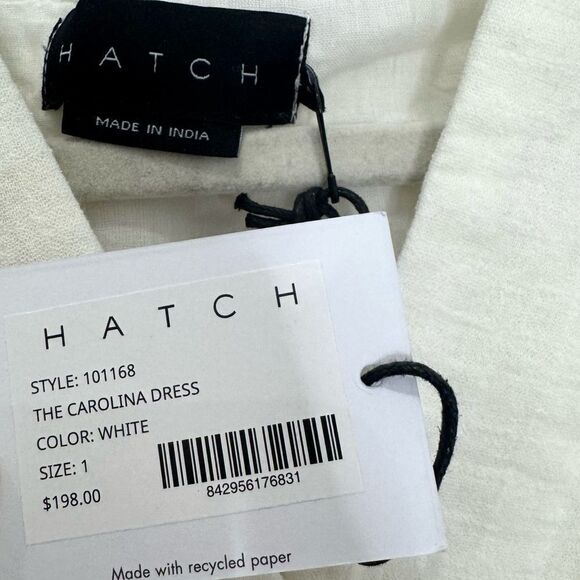 HATCH
MADE IN INDIA
HATCH
STYLE: 101168
THE CAROLINA DRESS
COLOR: WHITE
SIZE: 1
$198.00
842956176831
Made with recycled paper